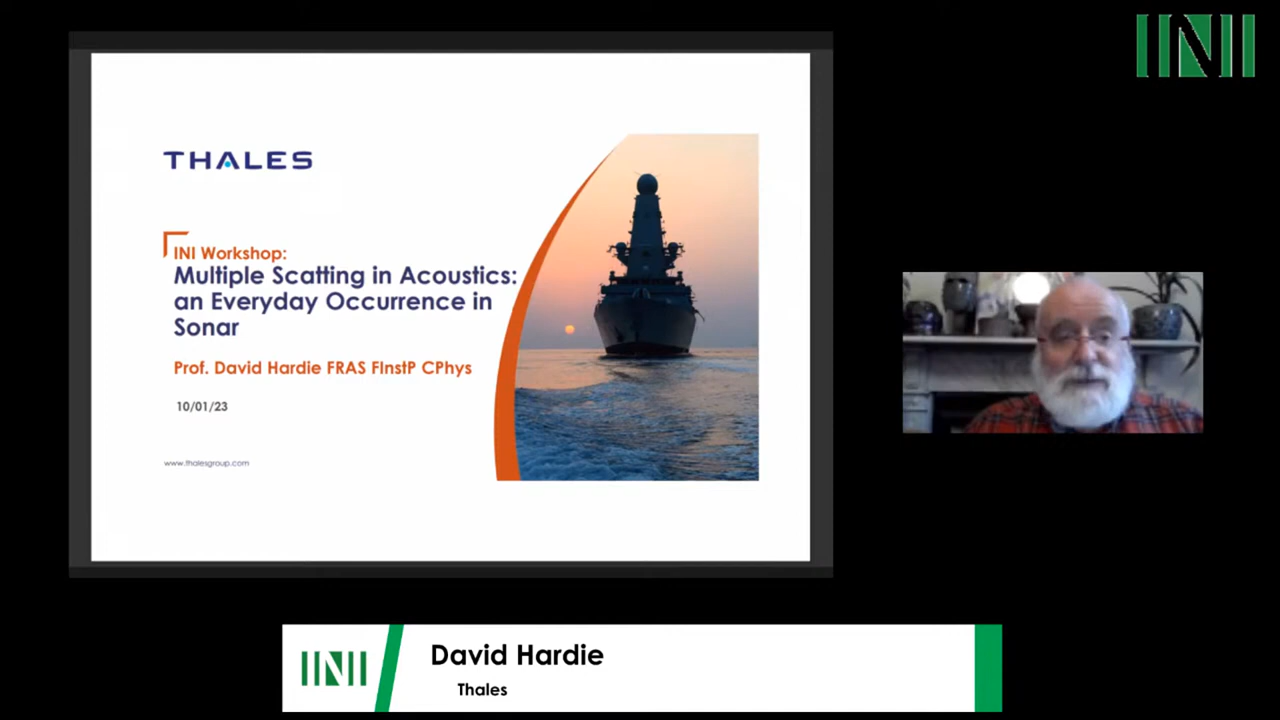 INI
THALES
INI Workshop:
Multiple Scatting in Acoustics:
an Everyday Occurrence in
Sonar
Prof. David Hardie FRAS FInstP CPhys
10/01/23
www.thalesgroup.com
INI
David Hardie
Thales